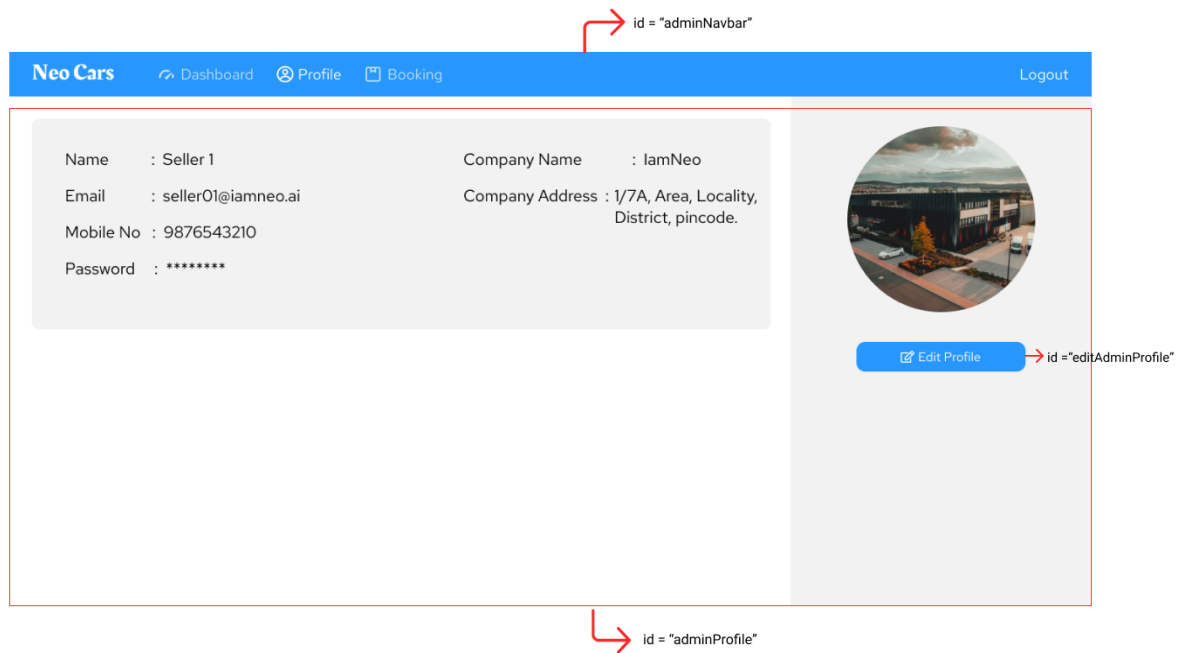 id = “adminNavbar”
Neo Cars Dashboard Profile Booking Logout
Name : Seller 1
Email : seller01@iamneo.ai
Mobile No : 9876543210
Password : ********
Company Name : IamNeo
Company Address : 1/7A, Area, Locality,
District, pincode.
Edit Profile
id =“editAdminProfile”
id = “adminProfile”